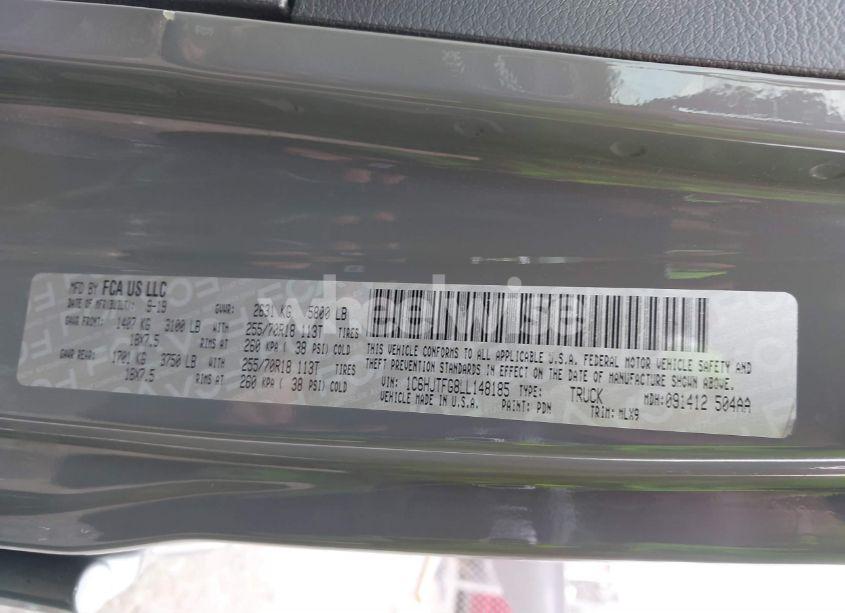 MFD BY FCA US LLC
DATE OF MFR(BUILT): 9-19 GVWR: 2631 KG 5800 LB
GAWR FRONT: 1407 KG 3100 LB WITH 255/70R18 113T TIRES
18X7.5 RIMS AT 260 KPA ( 38 PSI) COLD
GAWR REAR: 1701 KG 3750 LB WITH 255/70R18 113T TIRES
18X7.5 RIMS AT 260 KPA ( 38 PSI) COLD
heelwise
THIS VEHICLE CONFORMS TO ALL APPLICABLE U.S.A. FEDERAL MOTOR VEHICLE SAFETY AND
THEFT PREVENTION STANDARDS IN EFFECT ON THE DATE OF MANUFACTURE SHOWN ABOVE.
VIN: 1C6HJTFG8LL148185 TYPE: TRUCK MDH: 091412 504AA
VEHICLE MADE IN U.S.A. PAINT: PDN TRIM: MLX9